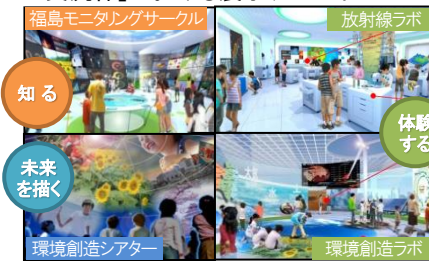 福島モニタリングサークル
放射線ラボ
知る
体験
する
未来
を描く
環境創造シアター
環境創造ラボ